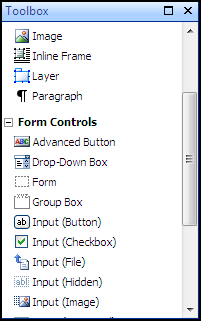 Toolbox
Image
Inline Frame
Layer
Paragraph
Form Controls
Advanced Button
Drop-Down Box
Form
Group Box
Input (Button)
Input (Checkbox)
Input (File)
Input (Hidden)
Input (Image)